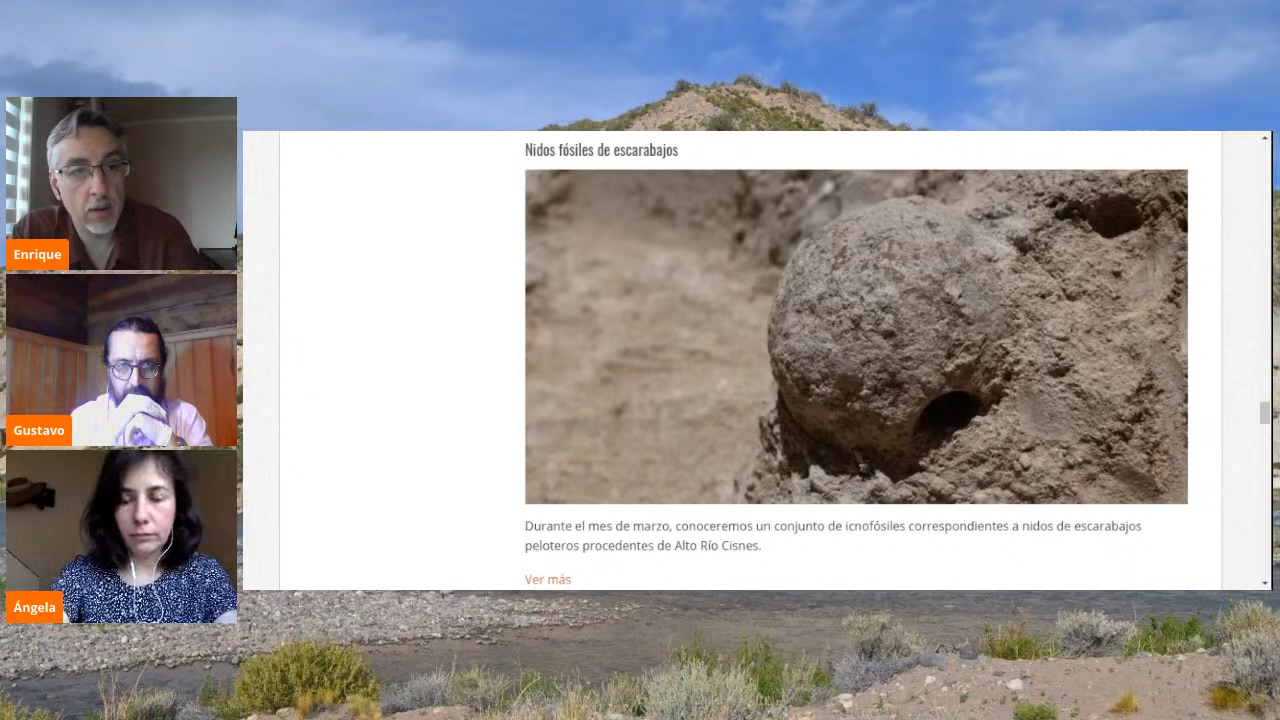 Enrique
Gustavo
Ángela
Nidos fósiles de escarabajos
Durante el mes de marzo, conoceremos un conjunto de icnofósiles correspondientes a nidos de escarabajos
peloteros procedentes de Alto Río Cisnes.
Ver más